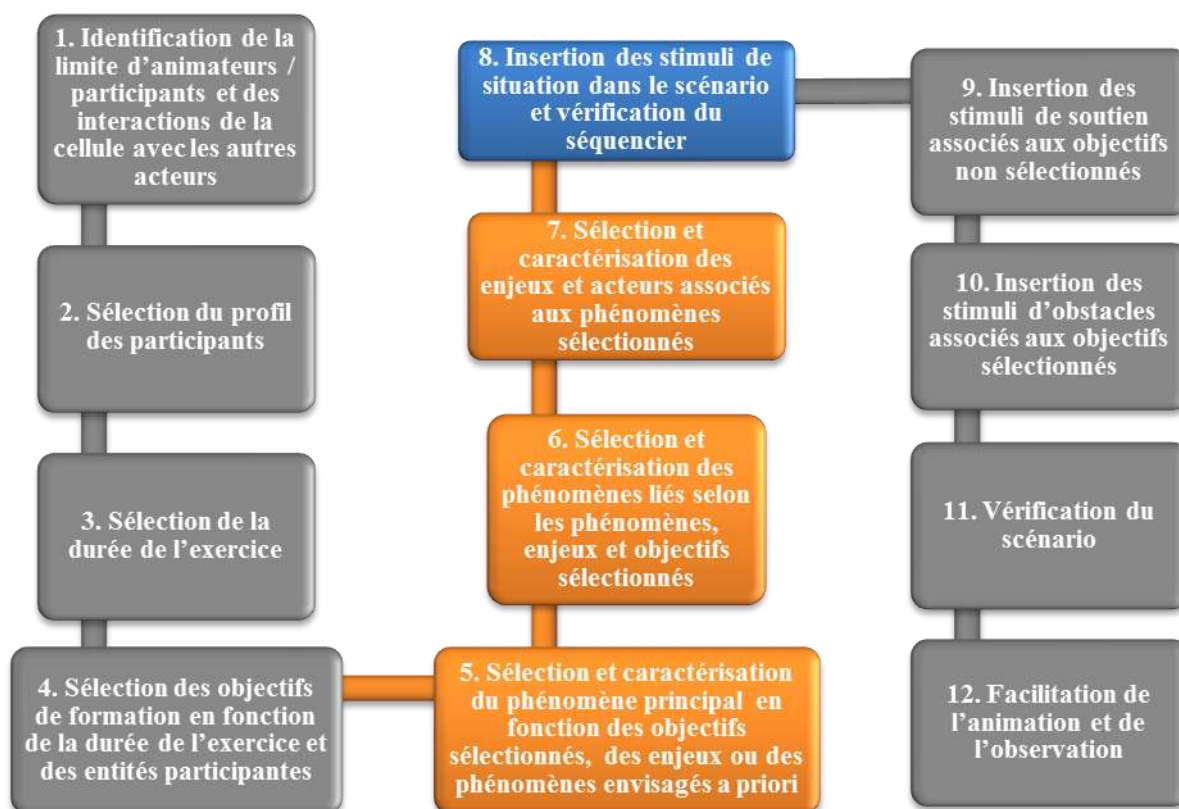 1. Identification de la
limite d'animateurs /
participants et des
interactions de la
cellule avec les autres
acteurs
2. Sélection du profil
des participants
3. Sélection de la
durée de l'exercice
4. Sélection des objectifs
de formation en fonction
de la durée de l'exercice et
des entités participantes
5. Sélection et caractérisation
du phénomène principal en
fonction des objectifs
sélectionnés, des enjeux ou des
phénomènes envisagés a priori
6. Sélection et
caractérisation des
phénomènes liés selon
les phénomènes,
enjeux et objectifs
sélectionnés
7. Sélection et
caractérisation des
enjeux et acteurs associés
aux phénomènes
sélectionnés
8. Insertion des stimuli de
situation dans le scénario
et vérification du
séquencier
9. Insertion des
stimuli de soutien
associés aux objectifs
non sélectionnés
10. Insertion des
stimuli d'obstacles
associés aux objectifs
sélectionnés
11. Vérification du
scénario
12. Facilitation de
l'animation et de
l'observation